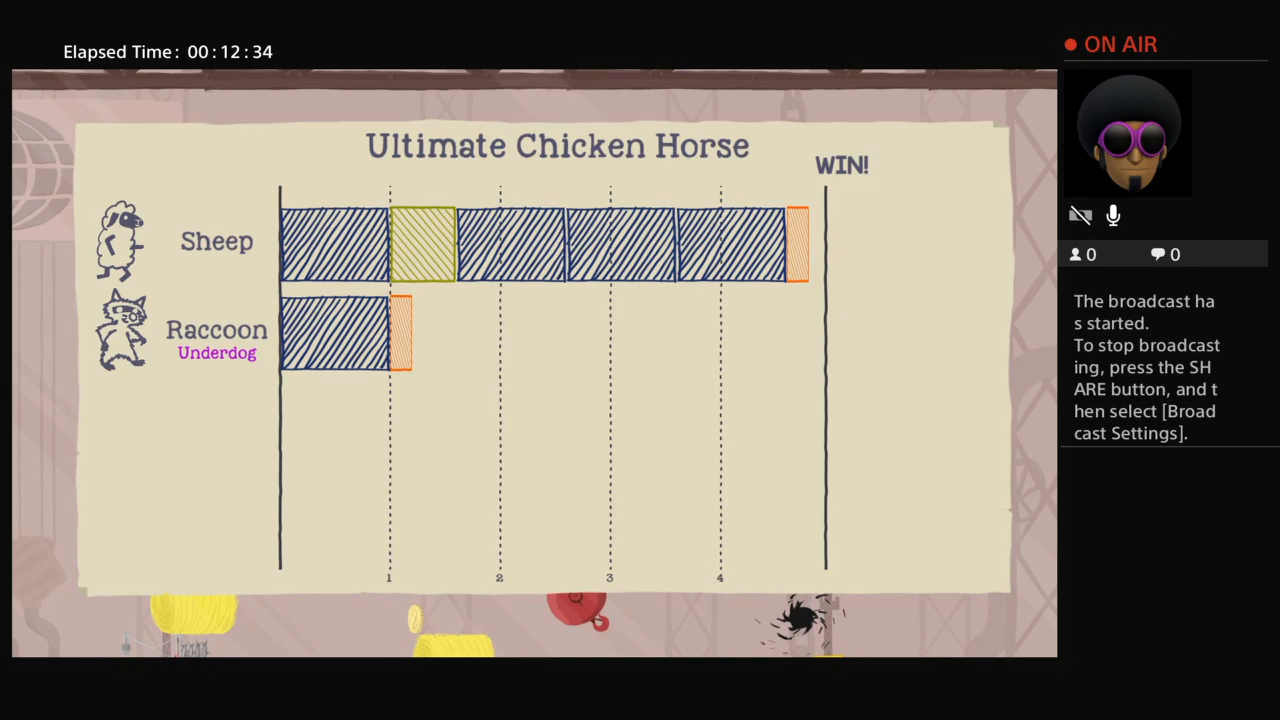 Elapsed Time: 00:12:34
ON AIR
Ultimate Chicken Horse
WIN!
Sheep
Raccoon
Underdog
0 0
The broadcast ha
s started.
To stop broadcast
ing, press the SH
ARE button, and t
hen select [Broad
cast Settings].
1 2 3 4